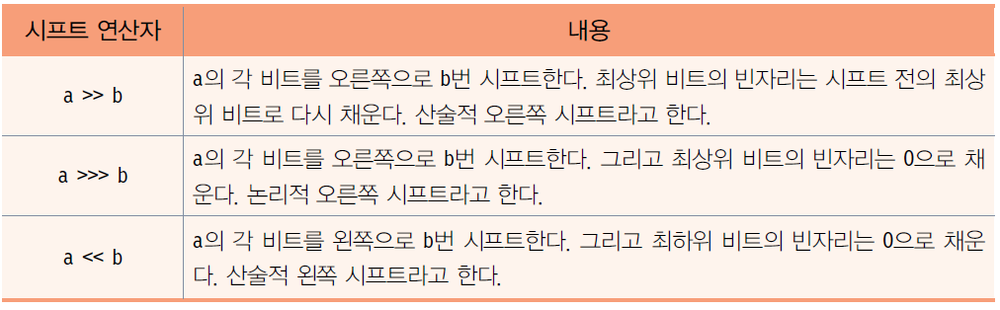 시프트 연산자 내용
a >> b a의 각 비트를 오른쪽으로 b번 시프트한다. 최상위 비트의 빈자리는 시프트 전의 최상
위 비트로 다시 채운다. 산술적 오른쪽 시프트라고 한다.
a >>> b a의 각 비트를 오른쪽으로 b번 시프트한다. 그리고 최상위 비트의 빈자리는 0으로 채
운다. 논리적 오른쪽 시프트라고 한다.
a << b a의 각 비트를 왼쪽으로 b번 시프트한다. 그리고 최하위 비트의 빈자리는 0으로 채운
다. 산술적 왼쪽 시프트라고 한다.